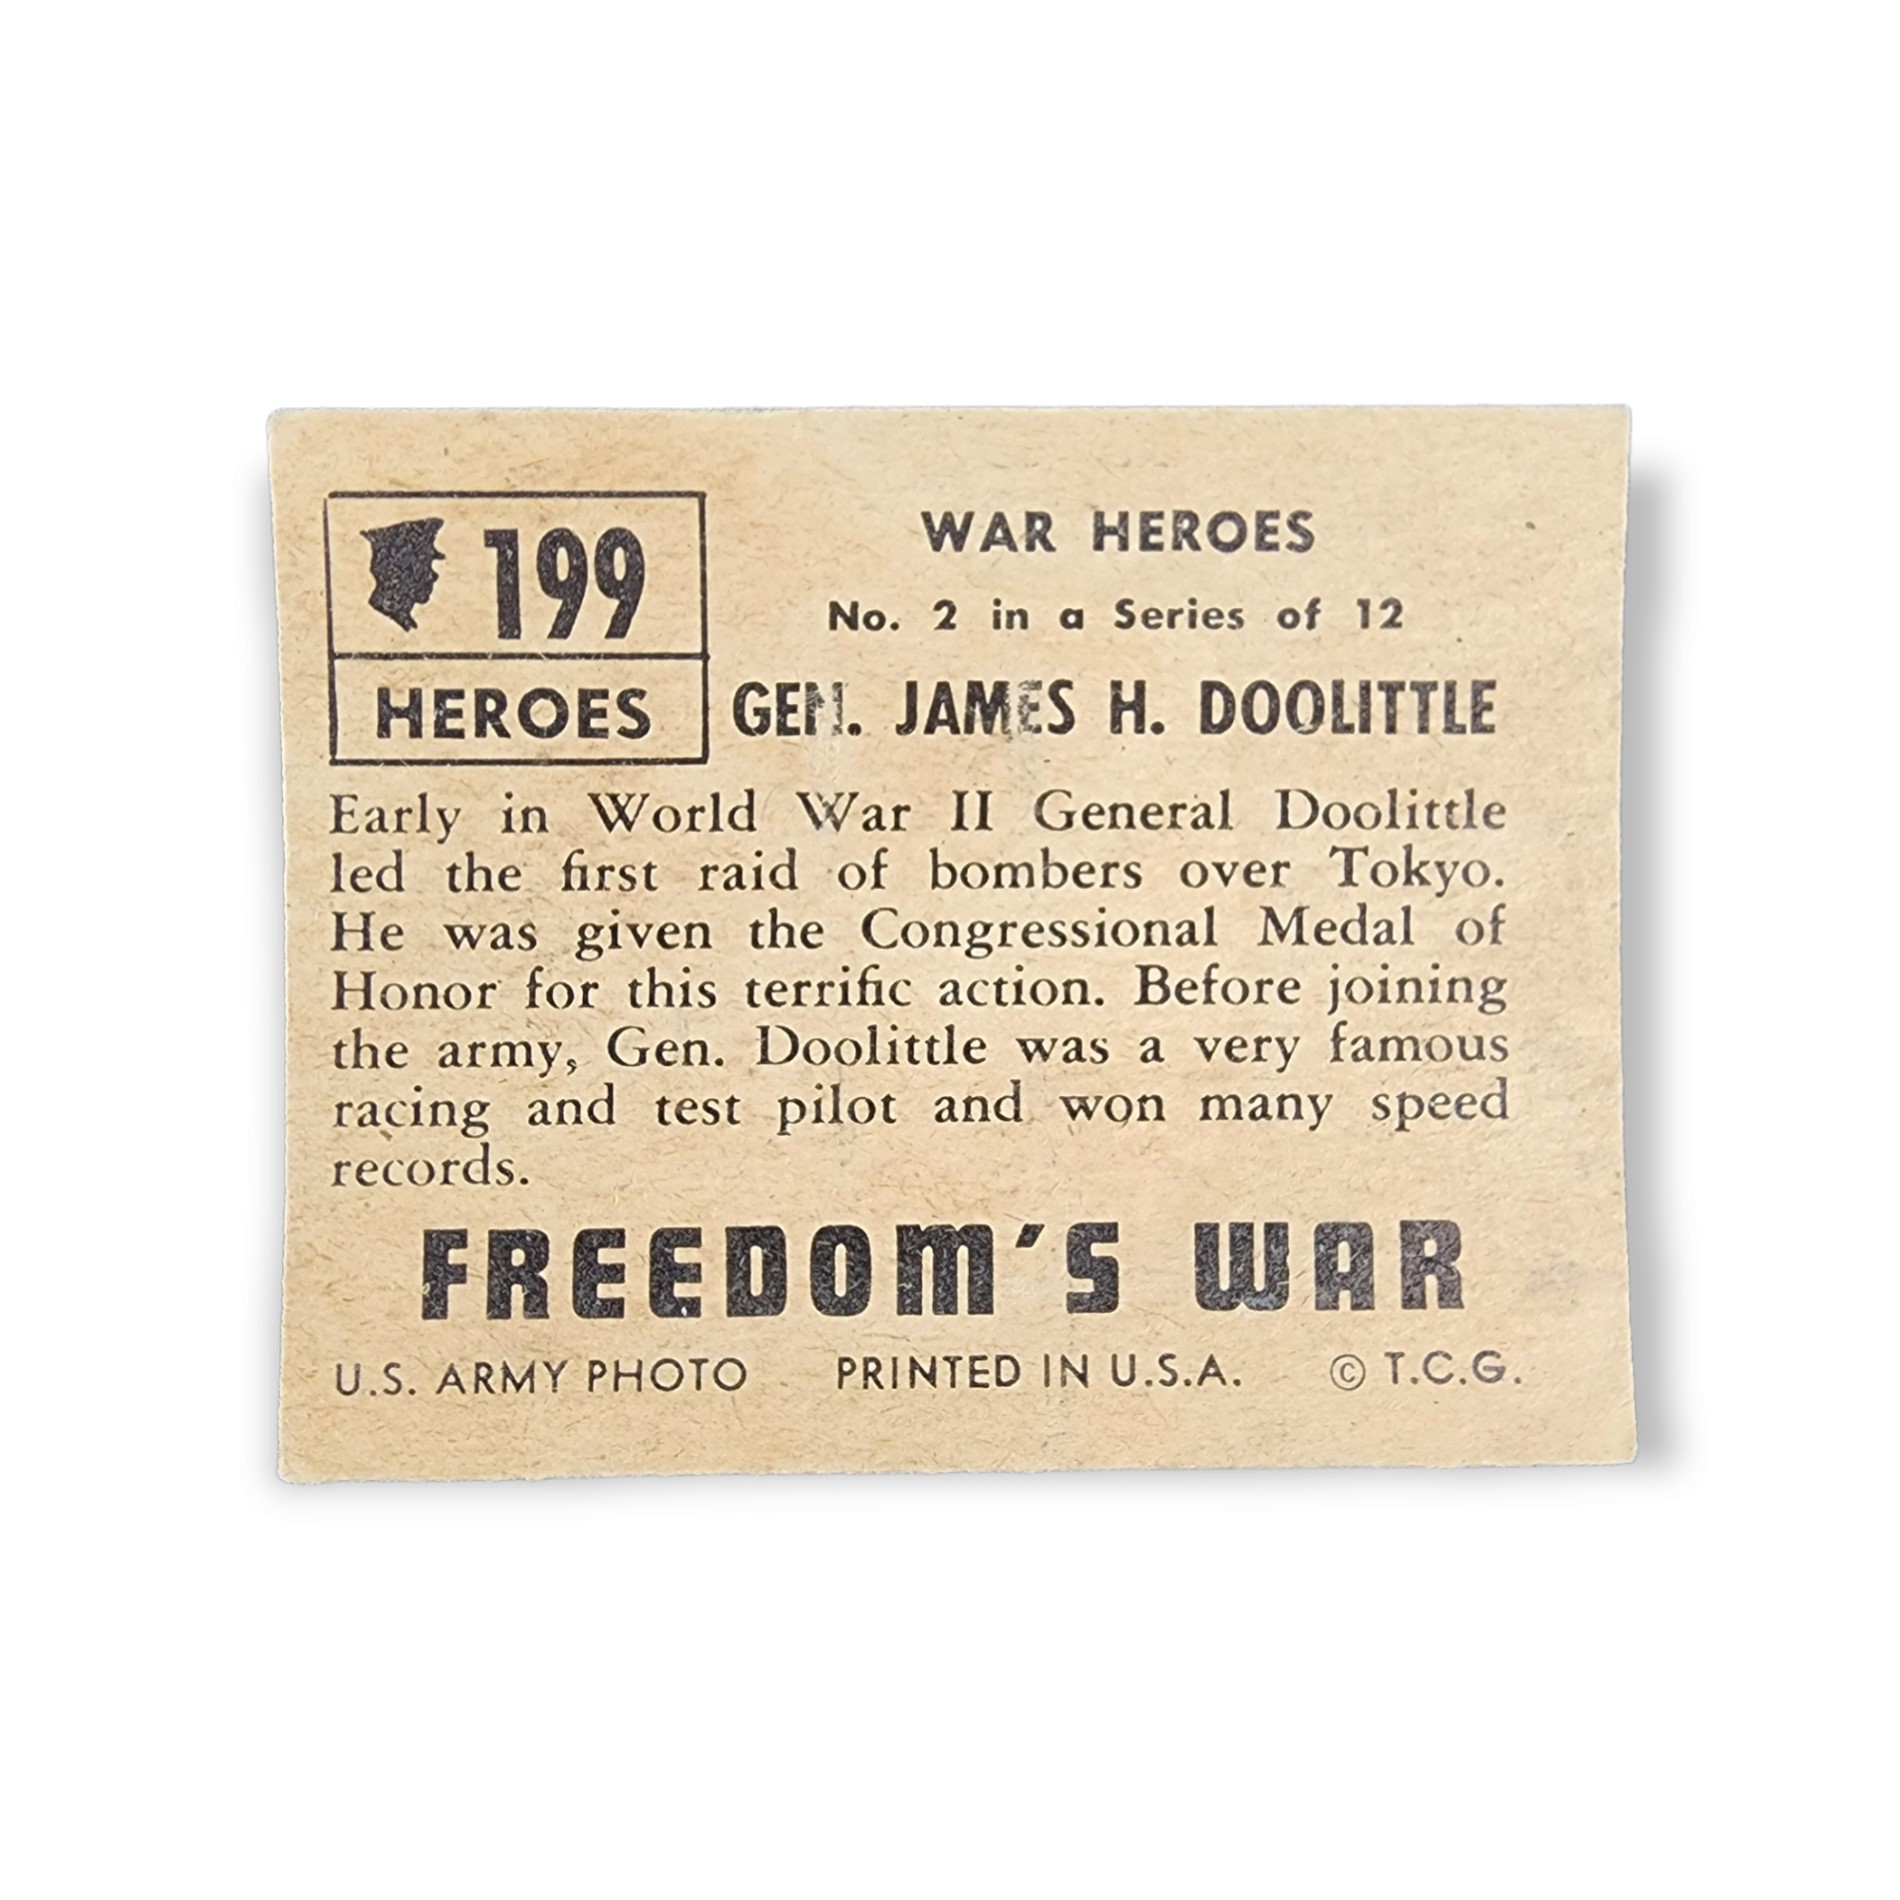 199
HEROES
WAR HEROES
No. 2 in a Series of 12
GEN. JAMES H. DOOLITTLE
Early in World War II General Doolittle
led the first raid of bombers over Tokyo.
He was given the Congressional Medal of
Honor for this terrific action. Before joining
the army, Gen. Doolittle was a very famous
racing and test pilot and won many speed
records.
FREEDOM'S WAR
U.S. ARMY PHOTO PRINTED IN U.S.A. © T.C.G.